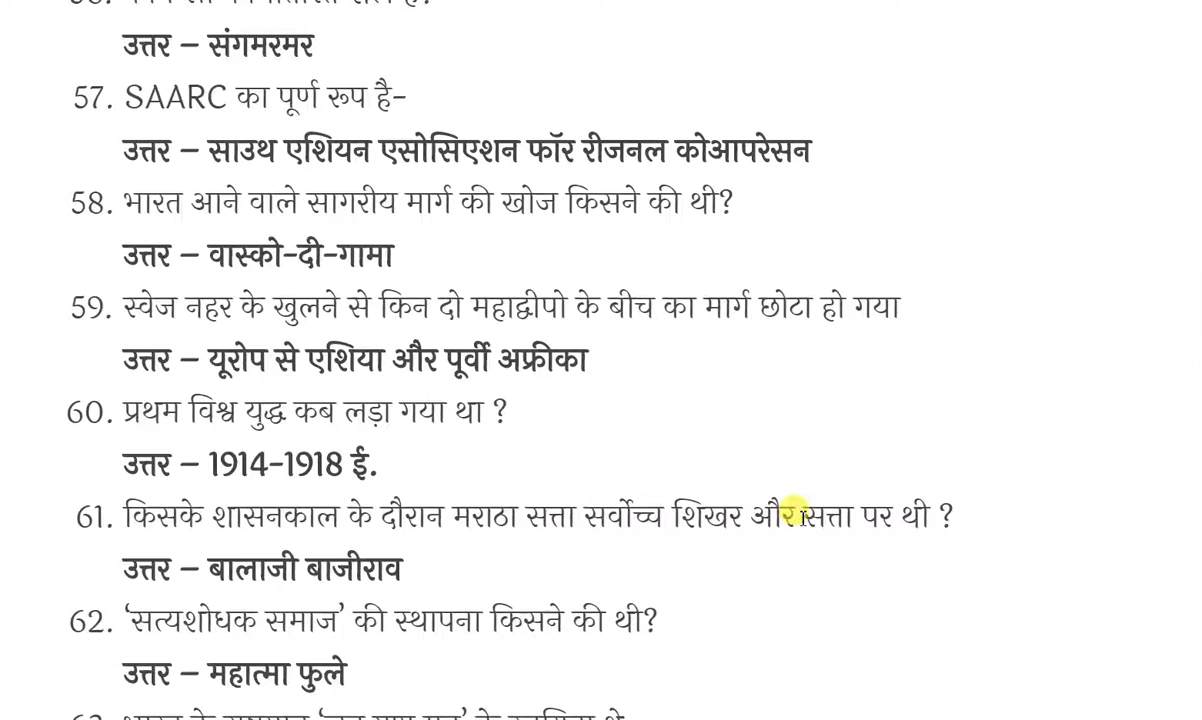 उत्तर – संगमरमर
57. SAARC का पूर्ण रूप है-
उत्तर – साउथ एशियन एसोसिएशन फॉर रीजनल कोआपरेसन
58. भारत आने वाले सागरीय मार्ग की खोज किसने की थी?
उत्तर – वास्को-दी-गामा
59. स्वेज नहर के खुलने से किन दो महाद्वीपो के बीच का मार्ग छोटा हो गया
उत्तर – यूरोप से एशिया और पूर्वी अफ्रीका
60. प्रथम विश्व युद्ध कब लड़ा गया था ?
उत्तर – 1914-1918 ई.
61. किसके शासनकाल के दौरान मराठा सत्ता सर्वोच्च शिखर और सत्ता पर थी ?
उत्तर – बालाजी बाजीराव
62. ‘सत्यशोधक समाज’ की स्थापना किसने की थी?
उत्तर – महात्मा फुले